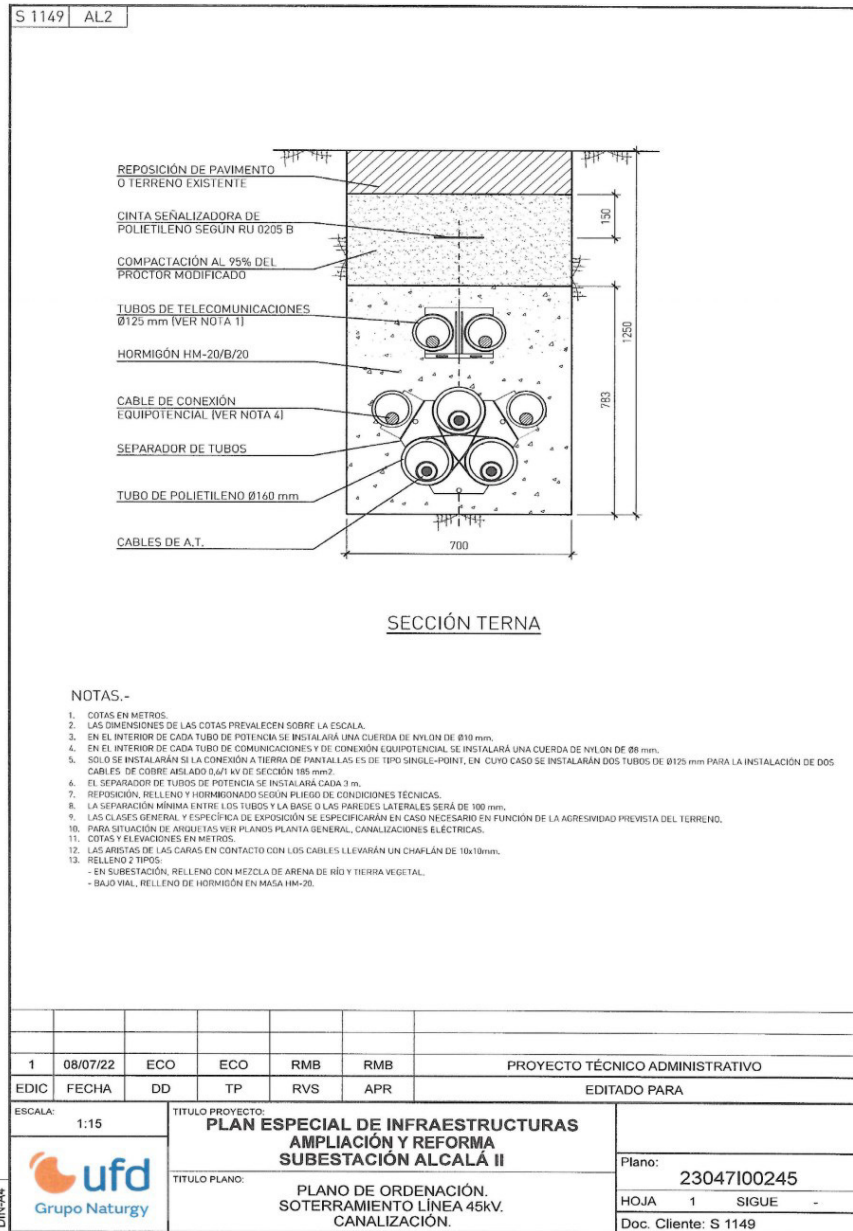 S 1149 AL2
REPOSICIÓN DE PAVIMENTO
O TERRENO EXISTENTE
CINTA SEÑALIZADORA DE
POLIETILENO SEGÚN RU 0205 B
COMPACTACIÓN AL 95% DEL
PROCTOR MODIFICADO
TUBOS DE TELECOMUNICACIONES
Ø125 mm (VER NOTA 1)
HORMIGÓN HM-20/B/20
CABLE DE CONEXIÓN
EQUIPOTENCIAL (VER NOTA 4)
SEPARADOR DE TUBOS
TUBO DE POLIETILENO Ø160 mm
CABLES DE A.T.
150
1250
783
700
SECCIÓN TERNA
NOTAS.-
1. COTAS EN METROS.
2. LAS DIMENSIONES DE LAS COTAS PREVALECEN SOBRE LA ESCALA.
3. EN EL INTERIOR DE CADA TUBO DE POTENCIA SE INSTALARÁ UNA CUERDA DE NYLON DE Ø10 mm.
4. EN EL INTERIOR DE CADA TUBO DE COMUNICACIONES Y DE CONEXIÓN EQUIPOTENCIAL SE INSTALARÁ UNA CUERDA DE NYLON DE Ø8 mm.
5. SOLO SE INSTALARÁN SI LA CONEXIÓN A TIERRA DE PANTALLAS ES DE TIPO SINGLE-POINT, EN CUYO CASO SE INSTALARÁN DOS TUBOS DE Ø125 mm PARA LA INSTALACIÓN DE DOS
CABLES DE COBRE AISLADO 0,6/1 kV DE SECCIÓN 185 mm2.
6. EL SEPARADOR DE TUBOS DE POTENCIA SE INSTALARÁ CADA 3 m.
7. REPOSICIÓN, RELLENO Y HORMIGONADO SEGÚN PLIEGO DE CONDICIONES TÉCNICAS.
8. LA SEPARACIÓN MÍNIMA ENTRE LOS TUBOS Y LA BASE O LAS PAREDES LATERALES SERÁ DE 100 mm.
9. LAS CLASES GENERAL Y ESPECÍFICA DE EXPOSICIÓN SE ESPECIFICARÁN EN CASO NECESARIO EN FUNCIÓN DE LA AGRESIVIDAD PREVISTA DEL TERRENO.
10. PARA SITUACIÓN DE ARQUETAS VER PLANOS PLANTA GENERAL, CANALIZACIONES ELÉCTRICAS.
11. COTAS Y ELEVACIONES EN METROS.
12. LAS ARISTAS DE LAS CARAS EN CONTACTO CON LOS CABLES LLEVARÁN UN CHAFLÁN DE 10x10mm.
13. RELLENO 2 TIPOS:
- EN SUBESTACIÓN, RELLENO CON MEZCLA DE ARENA DE RÍO Y TIERRA VEGETAL.
- BAJO VIAL, RELLENO DE HORMIGÓN EN MASA HM-20.
1 08/07/22 ECO ECO RMB RMB PROYECTO TÉCNICO ADMINISTRATIVO
EDIC FECHA DD TP RVS APR EDITADO PARA
ESCALA:
1:15
TITULO PROYECTO:
PLAN ESPECIAL DE INFRAESTRUCTURAS
AMPLIACIÓN Y REFORMA
SUBESTACIÓN ALCALÁ II
ufd
Grupo Naturgy
TITULO PLANO:
PLANO DE ORDENACIÓN.
SOTERRAMIENTO LÍNEA 45kV.
CANALIZACIÓN.
Plano:
23047I00245
HOJA 1 SIGUE -
Doc. Cliente: S 1149
DIN-A4